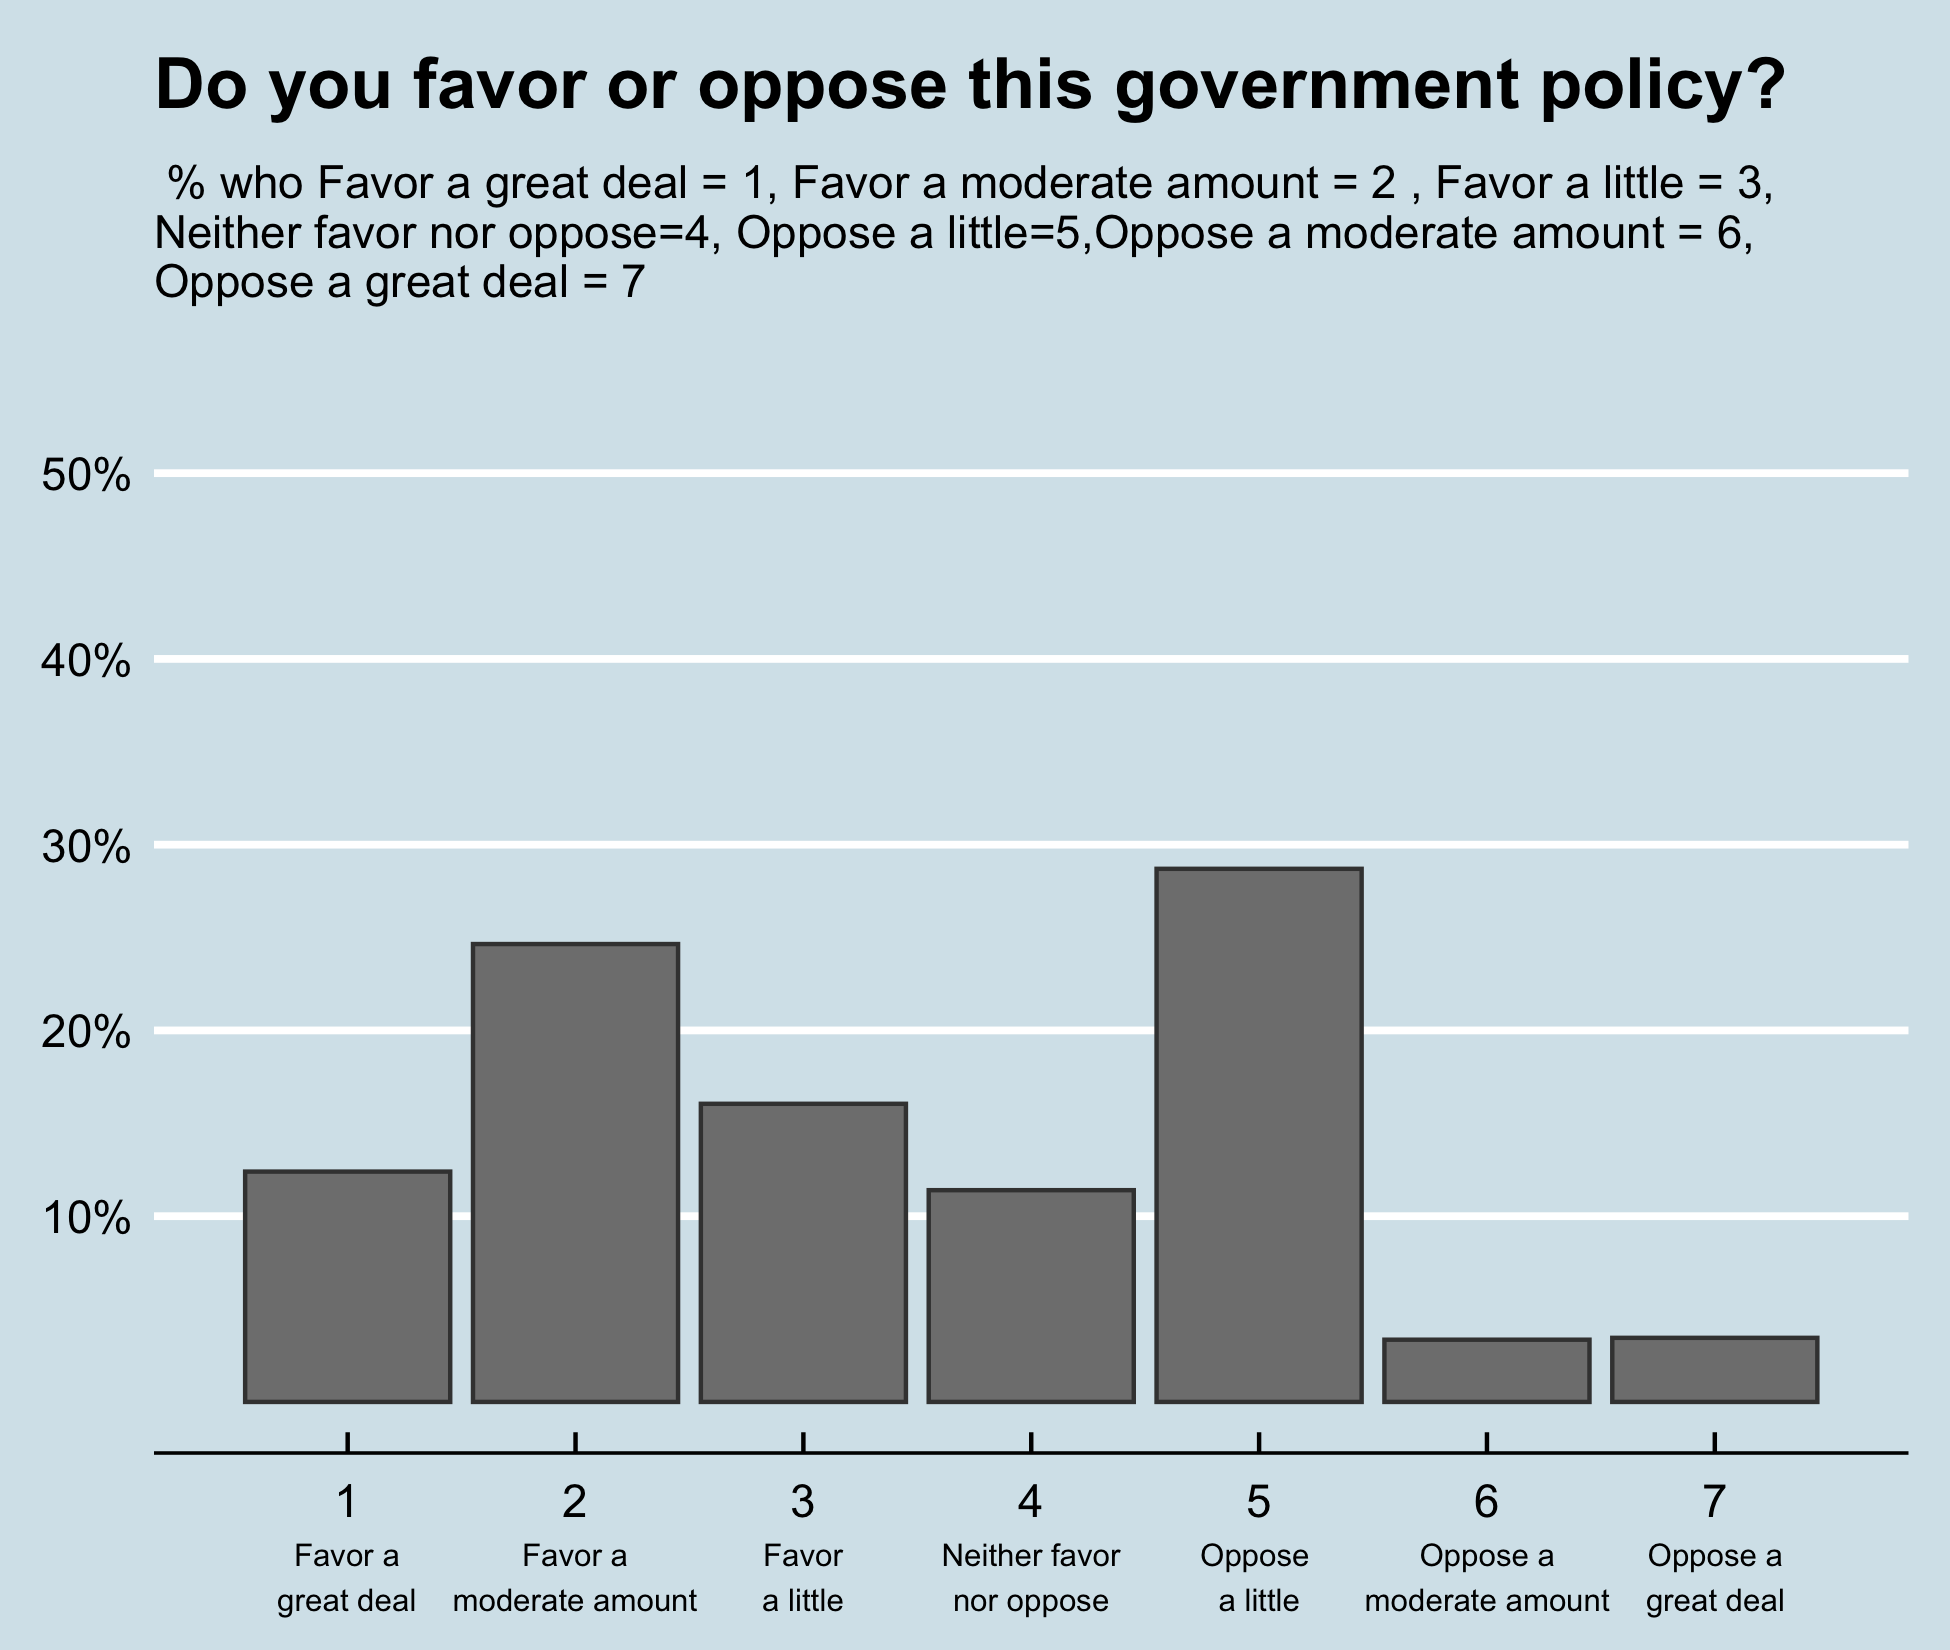 Do you favor or oppose this government policy?
% who Favor a great deal = 1, Favor a moderate amount = 2 , Favor a little = 3,
Neither favor nor oppose=4, Oppose a little=5,Oppose a moderate amount = 6,
Oppose a great deal = 7
50%
40%
30%
20%
10%
1 2 3 4 5 6 7
Favor a Favor a Favor Neither favor Oppose Oppose a Oppose a
great deal moderate amount a little nor oppose a little moderate amount great deal